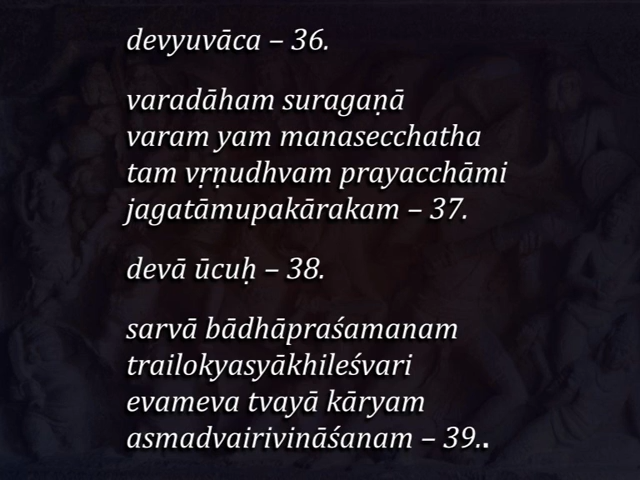 devyuvāca – 36.
varadāham suragaṇā
varam yam manasecchatha
tam vṛṇudhvam prayacchāmi
jagatāmupakārakam – 37.
devā ūcuḥ – 38.
sarvā bādhāpraśamanam
trailokyasyākhileśvari
evameva tvayā kāryam
asmadvairivināśanam – 39..